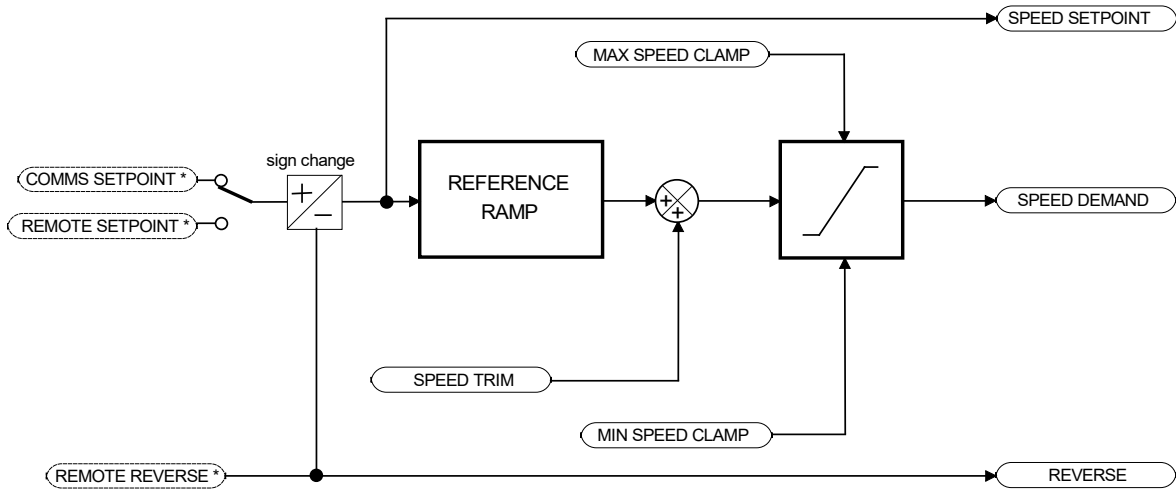 SPEED SETPOINT
MAX SPEED CLAMP
sign change
COMMS SETPOINT *
+
–
REFERENCE
RAMP
+
+
SPEED DEMAND
REMOTE SETPOINT *
SPEED TRIM
MIN SPEED CLAMP
REMOTE REVERSE *
REVERSE